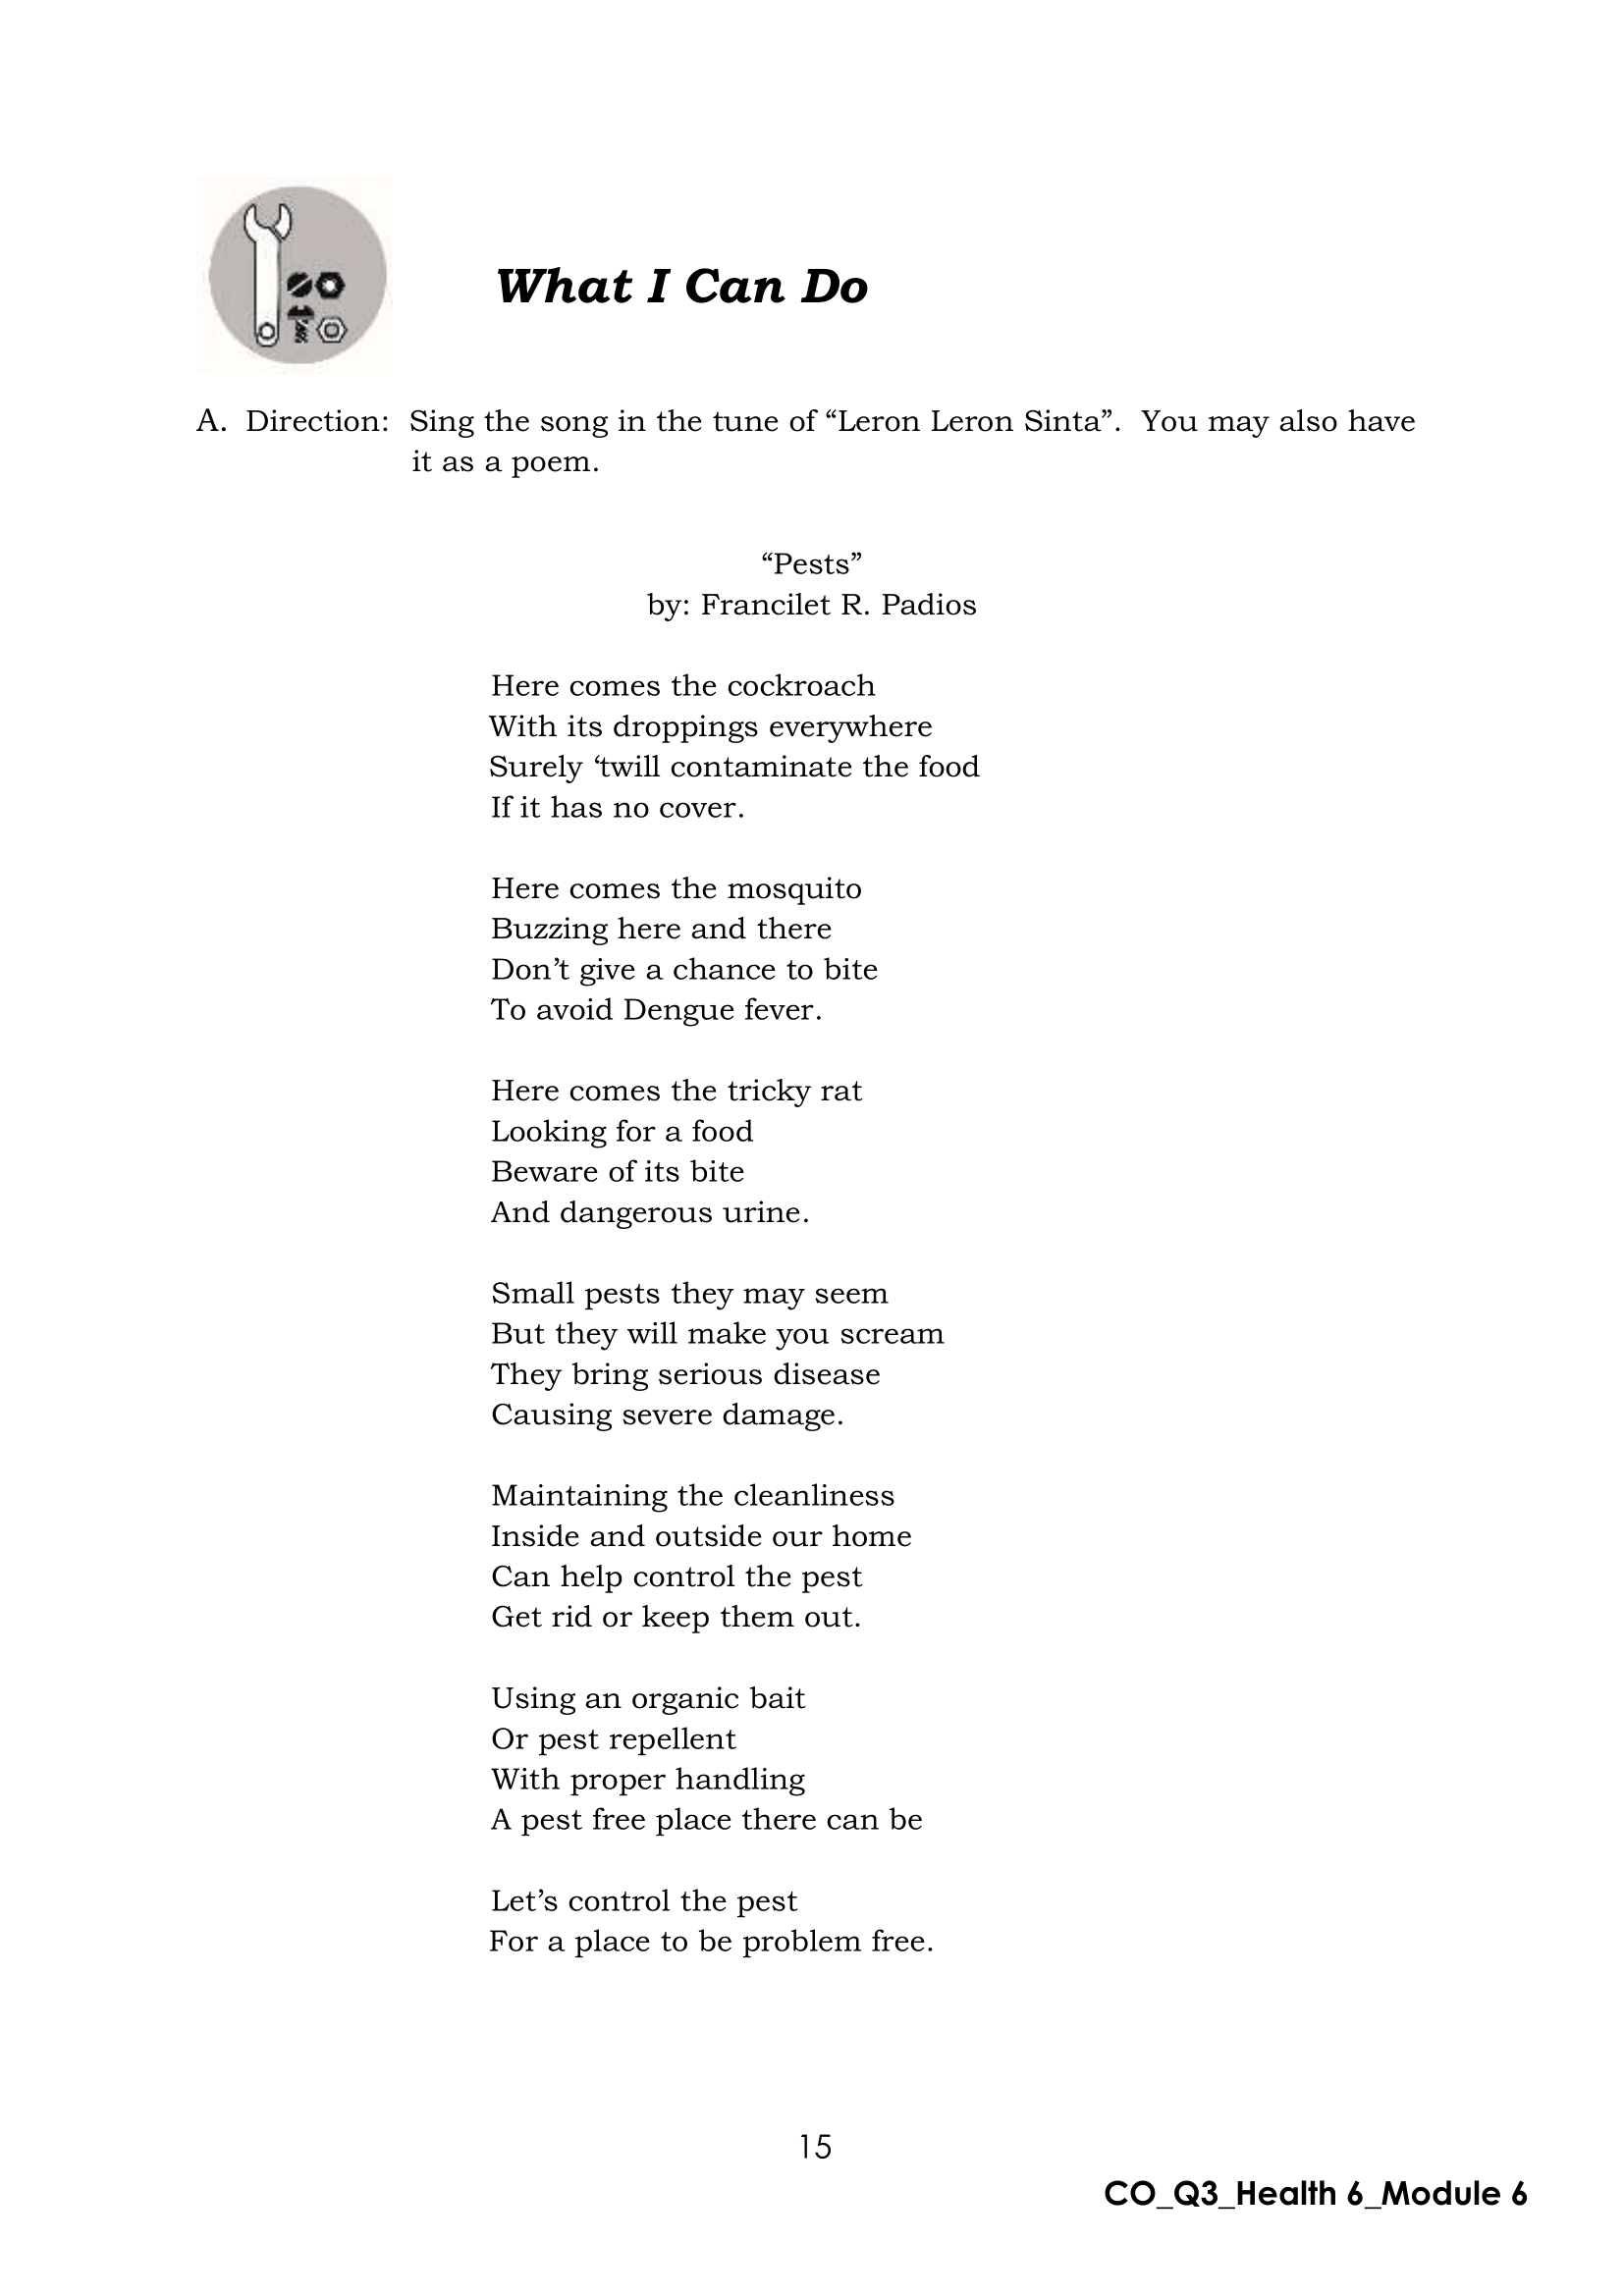 What I Can Do
A. Direction: Sing the song in the tune of “Leron Leron Sinta”. You may also have
it as a poem.
“Pests”
by: Francilet R. Padios
Here comes the cockroach
With its droppings everywhere
Surely ‘twill contaminate the food
If it has no cover.
Here comes the mosquito
Buzzing here and there
Don’t give a chance to bite
To avoid Dengue fever.
Here comes the tricky rat
Looking for a food
Beware of its bite
And dangerous urine.
Small pests they may seem
But they will make you scream
They bring serious disease
Causing severe damage.
Maintaining the cleanliness
Inside and outside our home
Can help control the pest
Get rid or keep them out.
Using an organic bait
Or pest repellent
With proper handling
A pest free place there can be
Let’s control the pest
For a place to be problem free.
15
CO_Q3_Health 6_Module 6